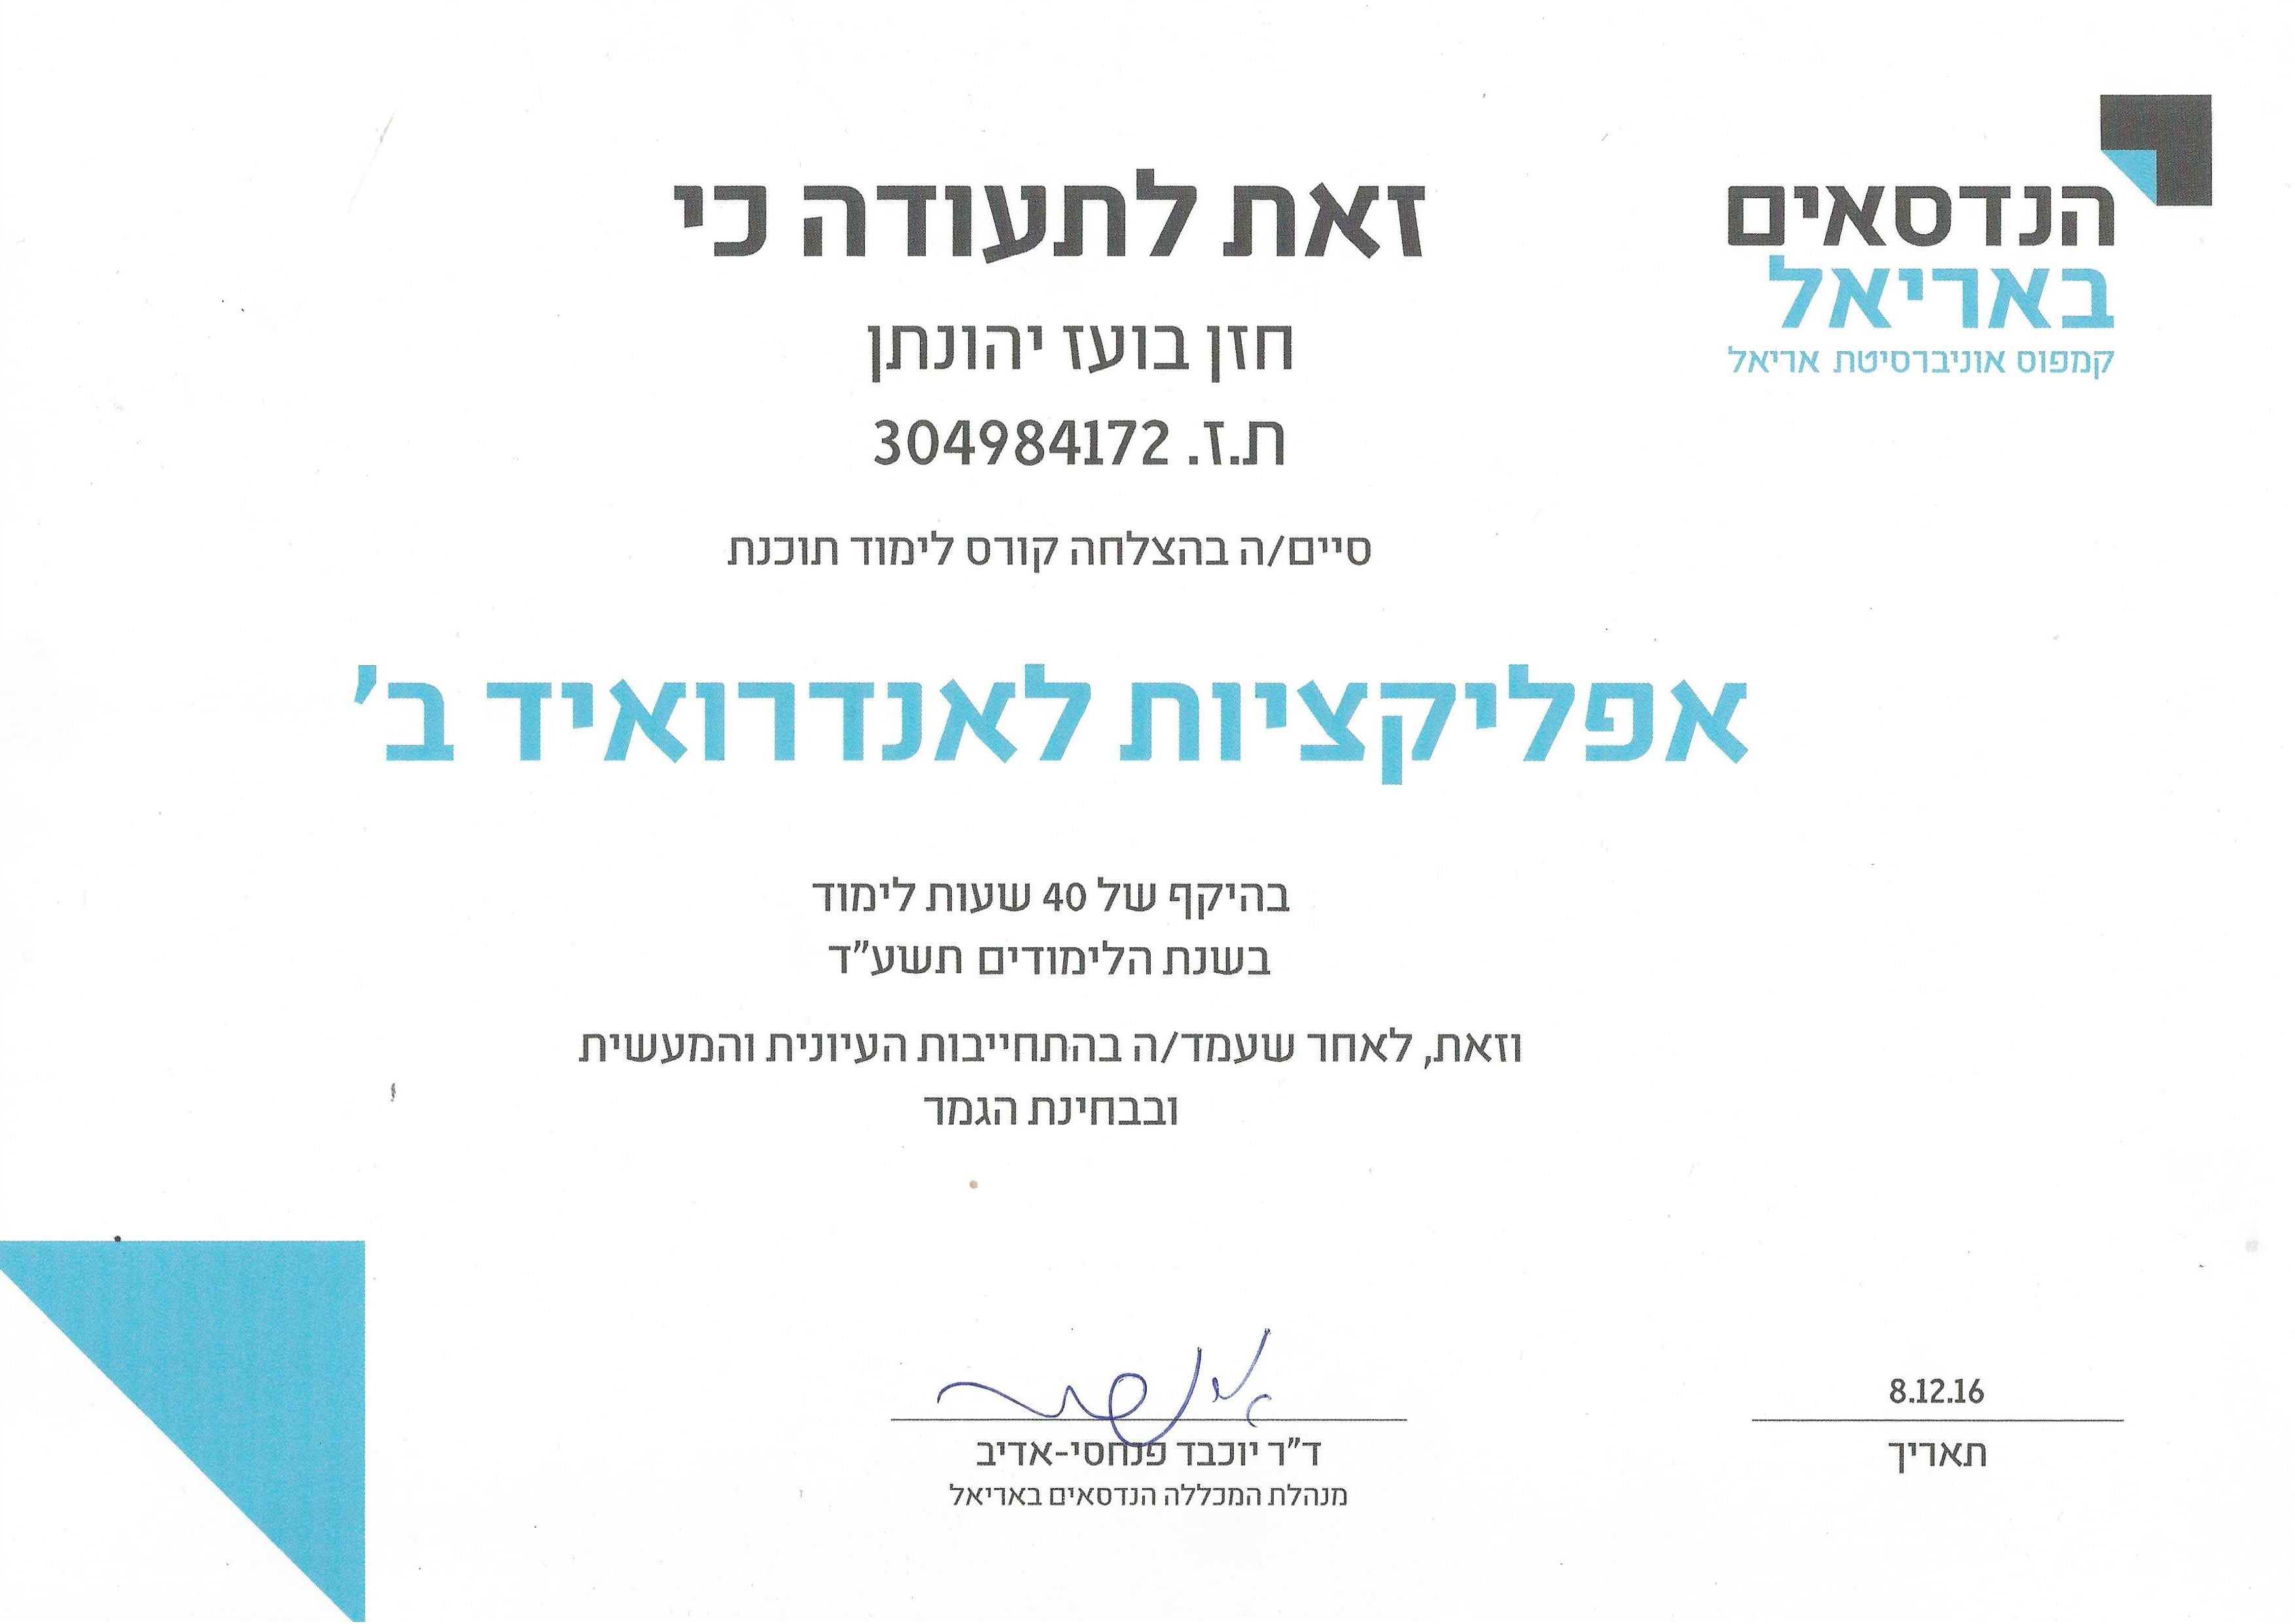 הנדסאים
באריאל
קמפוס אוניברסיטת אריאל
זאת לתעודה כי
חזן בועז יהונתן
ת.ז. 304984172
סיים/ה בהצלחה קורס לימוד תוכנת
אפליקציות לאנדרואיד ב'
בהיקף של 40 שעות לימוד
בשנת הלימודים תשע"ד
וזאת, לאחר שעמד/ה בהתחייבות העיונית והמעשית
ובבחינת הגמר
8.12.16
תאריך
ד"ר יוכבד פנחסי-אדיב
מנהלת המכללה הנדסאים באריאל